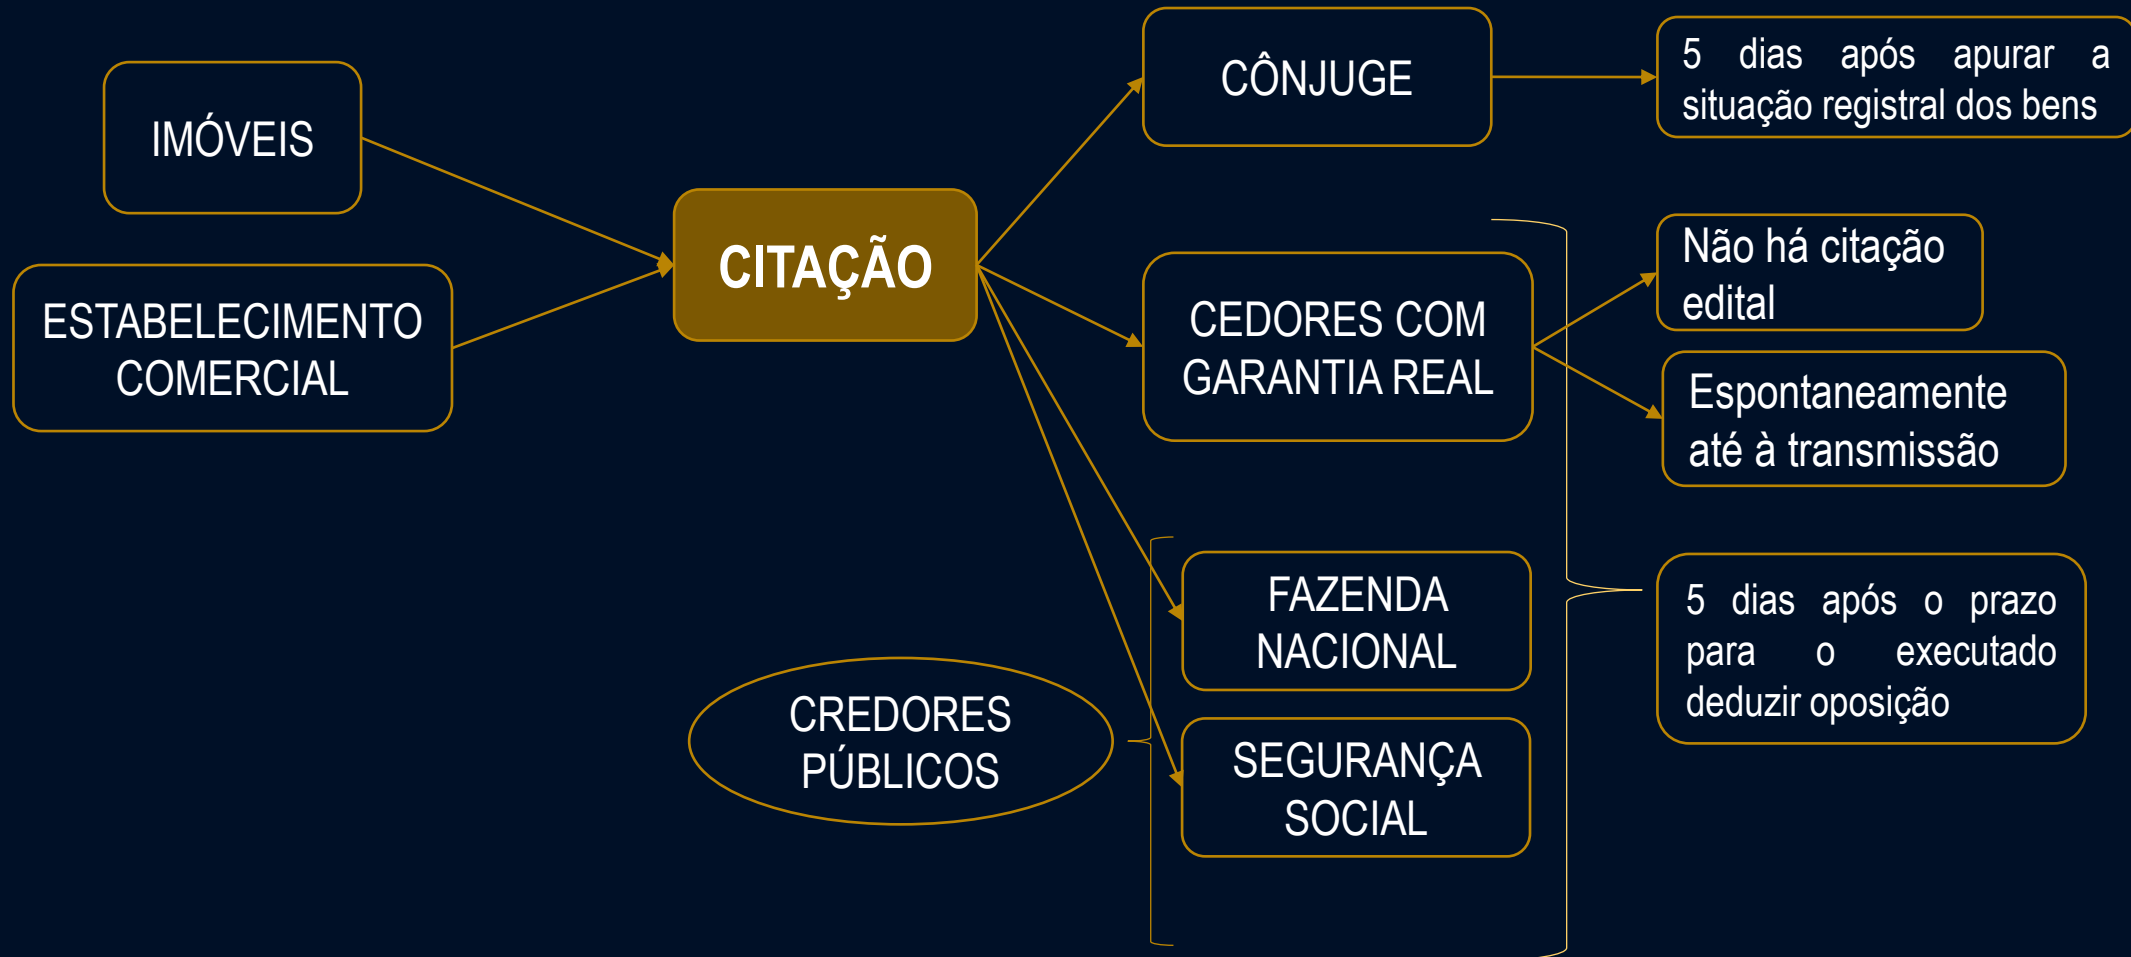 IMÓVEIS
ESTABELECIMENTO
COMERCIAL
CITAÇÃO
CÔNJUGE
5 dias após apurar a
situação registral dos bens
CEDORES COM
GARANTIA REAL
Não há citação
edital
Espontaneamente
até à transmissão
CREDORES
PÚBLICOS
FAZENDA
NACIONAL
SEGURANÇA
SOCIAL
5 dias após o prazo
para o executado
deduzir oposição